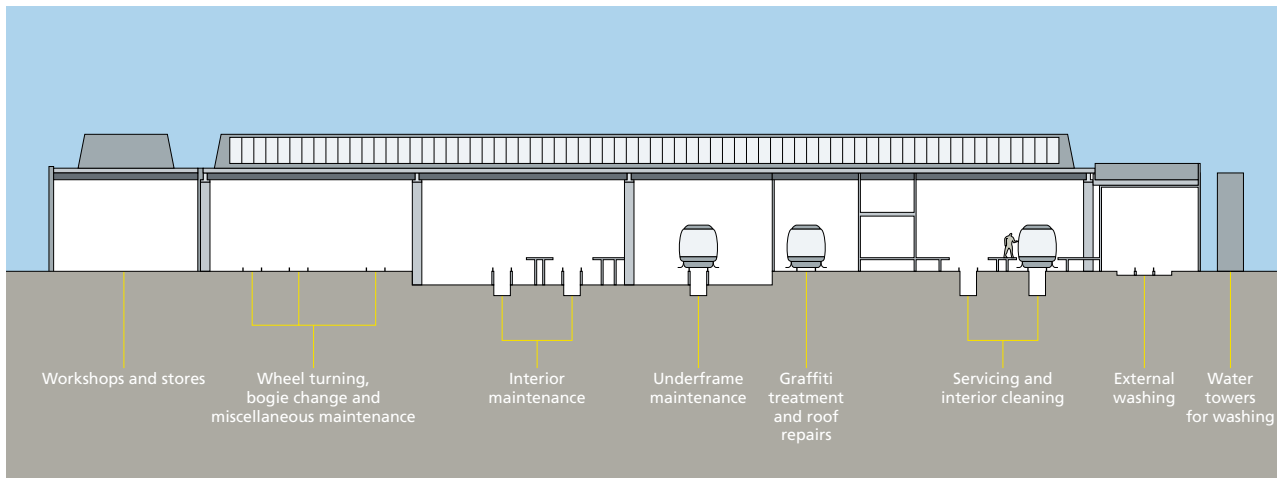 Workshops and stores
Wheel turning,
bogie change and
miscellaneous maintenance
Interior
maintenance
Underframe
maintenance
Graffiti
treatment
and roof
repairs
Servicing and
interior cleaning
External
washing
Water
towers
for washing